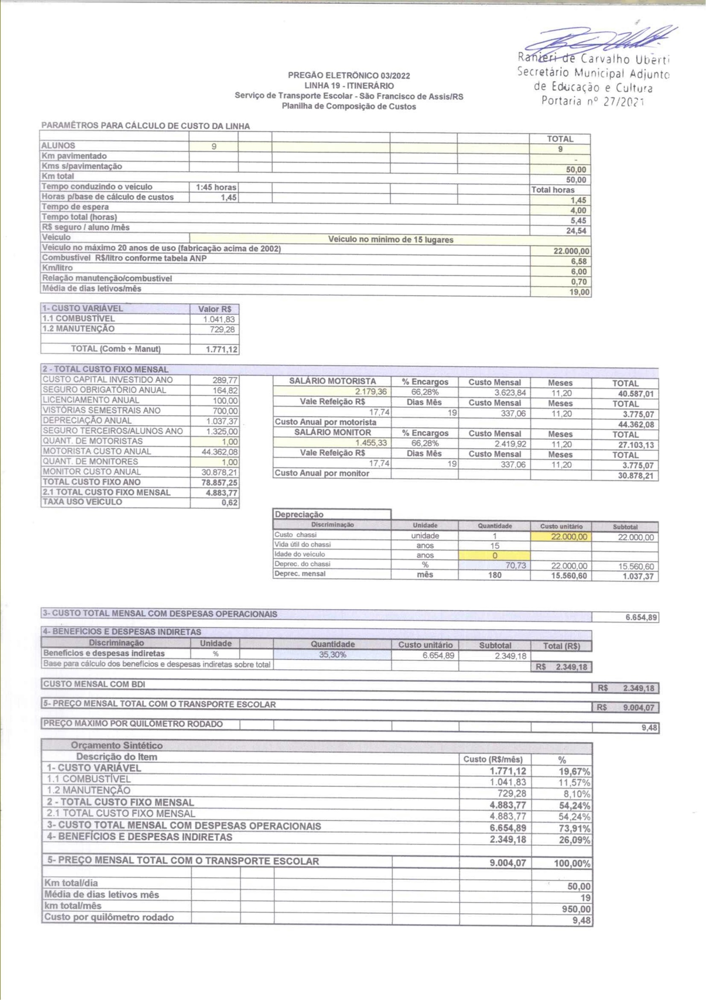 Ranieri de Carvalho Uberti
Secretário Municipal Adjunto
de Educação e Cultura
Portaria nº 27/2021
PREGÃO ELETRÔNICO 03/2022
LINHA 19 - ITINERÁRIO
Serviço de Transporte Escolar - São Francisco de Assis/RS
Planilha de Composição de Custos
PARAMÊTROS PARA CÁLCULO DE CUSTO DA LINHA
TOTAL
ALUNOS 9 9
Km pavimentado -
Kms s/pavimentação 50,00
Km total 50,00
Tempo conduzindo o veículo 1:45 horas Total horas
Horas p/base de cálculo de custos 1,45 1,45
Tempo de espera 4,00
Tempo total (horas) 5,45
R$ seguro / aluno /mês 24,54
Veículo Veículo no mínimo de 15 lugares
Veículo no máximo 20 anos de uso (fabricação acima de 2002) 22.000,00
Combustível R$/litro conforme tabela ANP 6,58
Km/litro 6,00
Relação manutenção/combustivel 0,70
Média de dias letivos/mês 19,00
1- CUSTO VARIÁVEL Valor R$
1.1 COMBUSTÍVEL 1.041,83
1.2 MANUTENÇÃO 729,28
TOTAL (Comb + Manut) 1.771,12
2 - TOTAL CUSTO FIXO MENSAL
CUSTO CAPITAL INVESTIDO ANO 289,77
SEGURO OBRIGATÓRIO ANUAL 164,82
LICENCIAMENTO ANUAL 100,00
VISTÓRIAS SEMESTRAIS ANO 700,00
DEPRECIAÇÃO ANUAL 1.037,37
SEGURO TERCEIROS/ALUNOS ANO 1.325,00
QUANT. DE MOTORISTAS 1,00
MOTORISTA CUSTO ANUAL 44.362,08
QUANT. DE MONITORES 1,00
MONITOR CUSTO ANUAL 30.878,21
TOTAL CUSTO FIXO ANO 78.857,25
2.1 TOTAL CUSTO FIXO MENSAL 4.883,77
TAXA USO VEÍCULO 0,62
SALÁRIO MOTORISTA % Encargos Custo Mensal Meses TOTAL
2.179,36 66,28% 3.623,84 11,20 40.587,01
Vale Refeição R$ Dias Mês Custo Mensal Meses TOTAL
17,74 19 337,06 11,20 3.775,07
Custo Anual por motorista 44.362,08
SALÁRIO MONITOR % Encargos Custo Mensal Meses TOTAL
1.455,33 66,28% 2.419,92 11,20 27.103,13
Vale Refeição R$ Dias Mês Custo Mensal Meses TOTAL
17,74 19 337,06 11,20 3.775,07
Custo Anual por monitor 30.878,21
Depreciação
Discriminação Unidade Quantidade Custo unitário Subtotal
Custo chassi unidade 1 22.000,00 22.000,00
Vida útil do chassi anos 15
Idade do veículo anos 0
Deprec. do chassi % 70,73 22.000,00 15.560,60
Deprec. mensal mês 180 15.560,60 1.037,37
3- CUSTO TOTAL MENSAL COM DESPESAS OPERACIONAIS 6.654,89
4- BENEFÍCIOS E DESPESAS INDIRETAS
Discriminação Unidade Quantidade Custo unitário Subtotal Total (R$)
Benefícios e despesas indiretas % 35,30% 6.654,89 2.349,18
Base para cálculo dos benefícios e despesas indiretas sobre total R$ 2.349,18
CUSTO MENSAL COM BDI R$ 2.349,18
5- PREÇO MENSAL TOTAL COM O TRANSPORTE ESCOLAR R$ 9.004,07
PREÇO MÁXIMO POR QUILÔMETRO RODADO 9,48
Orçamento Sintético
Descrição do Item Custo (R$/mês) %
1- CUSTO VARIÁVEL 1.771,12 19,67%
1.1 COMBUSTÍVEL 1.041,83 11,57%
1.2 MANUTENÇÃO 729,28 8,10%
2 - TOTAL CUSTO FIXO MENSAL 4.883,77 54,24%
2.1 TOTAL CUSTO FIXO MENSAL 4.883,77 54,24%
3- CUSTO TOTAL MENSAL COM DESPESAS OPERACIONAIS 6.654,89 73,91%
4- BENEFÍCIOS E DESPESAS INDIRETAS 2.349,18 26,09%
5- PREÇO MENSAL TOTAL COM O TRANSPORTE ESCOLAR 9.004,07 100,00%
Km total/dia 50,00
Média de dias letivos mês 19
km total/mês 950,00
Custo por quilômetro rodado 9,48